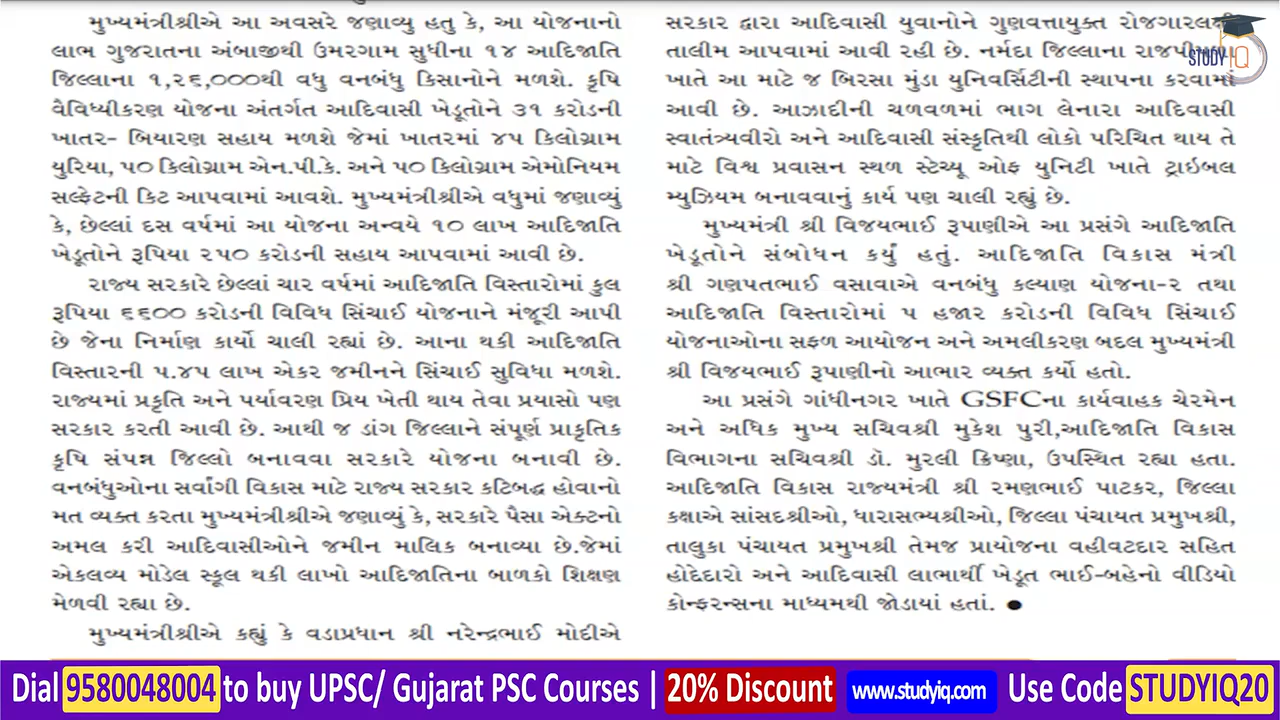 મુખ્યમંત્રીશ્રીએ આ અવસરે જણાવ્યુ હતુ કે, આ યોજનાનો
લાભ ગુજરાતના અંબાજીથી ઉમરગામ સુધીના ૧૪ આદિજાતિ
જિલ્લાના ૧,૨૬,૦૦૦થી વધુ વનબંધુ કિસાનોને મળશે. કૃષિ
વૈવિધ્યીકરણ યોજના અંતર્ગત આદિવાસી ખેડૂતોને ૩૧ કરોડની
ખાતર- બિયારણ સહાય મળશે જેમાં ખાતરમાં ૪૫ કિલોગ્રામ
યુરિયા, ૫૦ કિલોગ્રામ એન.પી.કે. અને ૫૦ કિલોગ્રામ એમોનિયમ
સલ્ફેટની કિટ આપવામાં આવશે. મુખ્યમંત્રીશ્રીએ વધુમાં જણાવ્યું
કે, છેલ્લાં દસ વર્ષમાં આ યોજના અન્વયે ૧૦ લાખ આદિજાતિ
ખેડૂતોને રૂપિયા ૨૫૦ કરોડની સહાય આપવામાં આવી છે.
રાજ્ય સરકારે છેલ્લાં ચાર વર્ષમાં આદિજાતિ વિસ્તારોમાં કુલ
રૂપિયા ૬૬૦૦ કરોડની વિવિધ સિંચાઈ યોજનાને મંજૂરી આપી
છે જેના નિર્માણ કાર્યો ચાલી રહ્યાં છે. આના થકી આદિજાતિ
વિસ્તારની ૫.૪૫ લાખ એકર જમીનને સિંચાઈ સુવિધા મળશે.
રાજ્યમાં પ્રકૃતિ અને પર્યાવરણ પ્રિય ખેતી થાય તેવા પ્રયાસો પણ
સરકાર કરતી આવી છે. આથી જ ડાંગ જિલ્લાને સંપૂર્ણ પ્રાકૃતિક
કૃષિ સંપન્ન જિલ્લો બનાવવા સરકારે યોજના બનાવી છે.
વનબંધુઓના સર્વાંગી વિકાસ માટે રાજ્ય સરકાર કટિબદ્ધ હોવાનો
મત વ્યક્ત કરતા મુખ્યમંત્રીશ્રીએ જણાવ્યું કે, સરકારે પૈસા એક્ટનો
અમલ કરી આદિવાસીઓને જમીન માલિક બનાવ્યા છે.જેમાં
એકલવ્ય મોડેલ સ્કૂલ થકી લાખો આદિજાતિના બાળકો શિક્ષણ
મેળવી રહ્યા છે.
મુખ્યમંત્રીશ્રીએ કહ્યું કે વડાપ્રધાન શ્રી નરેન્દ્રભાઈ મોદીએ
સરકાર દ્વારા આદિવાસી યુવાનોને ગુણવત્તાયુક્ત રોજગારલક્ષી
તાલીમ આપવામાં આવી રહી છે. નર્મદા જિલ્લાના
ખાતે આ માટે જ બિરસા મુંડા યુનિવર્સિટીની સ્થાપના કરવામાં
આવી છે. આઝાદીની ચળવળમાં ભાગ લેનારા આદિવાસી
સ્વાતંત્ર્યવીરો અને આદિવાસી સંસ્કૃતિથી લોકો પરિચિત થાય તે
માટે વિશ્વ પ્રવાસન સ્થળ સ્ટેચ્યૂ ઓફ યુનિટી ખાતે ટ્રાઇબલ
મ્યુઝિયમ બનાવવાનું કાર્ય પણ ચાલી રહ્યું છે.
મુખ્યમંત્રી શ્રી વિજયભાઈ રૂપાણીએ આ પ્રસંગે આદિજાતિ
ખેડૂતોને સંબોધન કર્યું હતું. આદિજાતિ વિકાસ મંત્રી
શ્રી ગણપતભાઈ વસાવાએ વનબંધુ કલ્યાણ યોજના-૨ તથા
આદિજાતિ વિસ્તારોમાં ૫ હજાર કરોડની વિવિધ સિંચાઈ
યોજનાઓના સફળ આયોજન અને અમલીકરણ બદલ મુખ્યમંત્રી
શ્રી વિજયભાઈ રૂપાણીનો આભાર વ્યક્ત કર્યો હતો.
આ પ્રસંગે ગાંધીનગર ખાતે GSFCના કાર્યવાહક ચેરમેન
અને અધિક મુખ્ય સચિવશ્રી મુકેશ પુરી,આદિજાતિ વિકાસ
વિભાગના સચિવશ્રી ડૉ. મુરલી ક્રિષ્ણા, ઉપસ્થિત રહ્યા હતા.
આદિજાતિ વિકાસ રાજ્યમંત્રી શ્રી રમણભાઈ પાટકર, જિલ્લા
કક્ષાએ સાંસદશ્રીઓ, ધારાસભ્યશ્રીઓ, જિલ્લા પંચાયત પ્રમુખશ્રી,
તાલુકા પંચાયત પ્રમુખશ્રી તેમજ પ્રાયોજના વહીવટદાર સહિત
હોદેદારો અને આદિવાસી લાભાર્થી ખેડૂત ભાઈ-બહેનો વીડિયો
કોન્ફરન્સના માધ્યમથી જોડાયાં હતાં. ●
STUDY IQ
Dial 9580048004 to buy UPSC/ Gujarat PSC Courses | 20% Discount www.studyiq.com Use Code STUDYIQ20